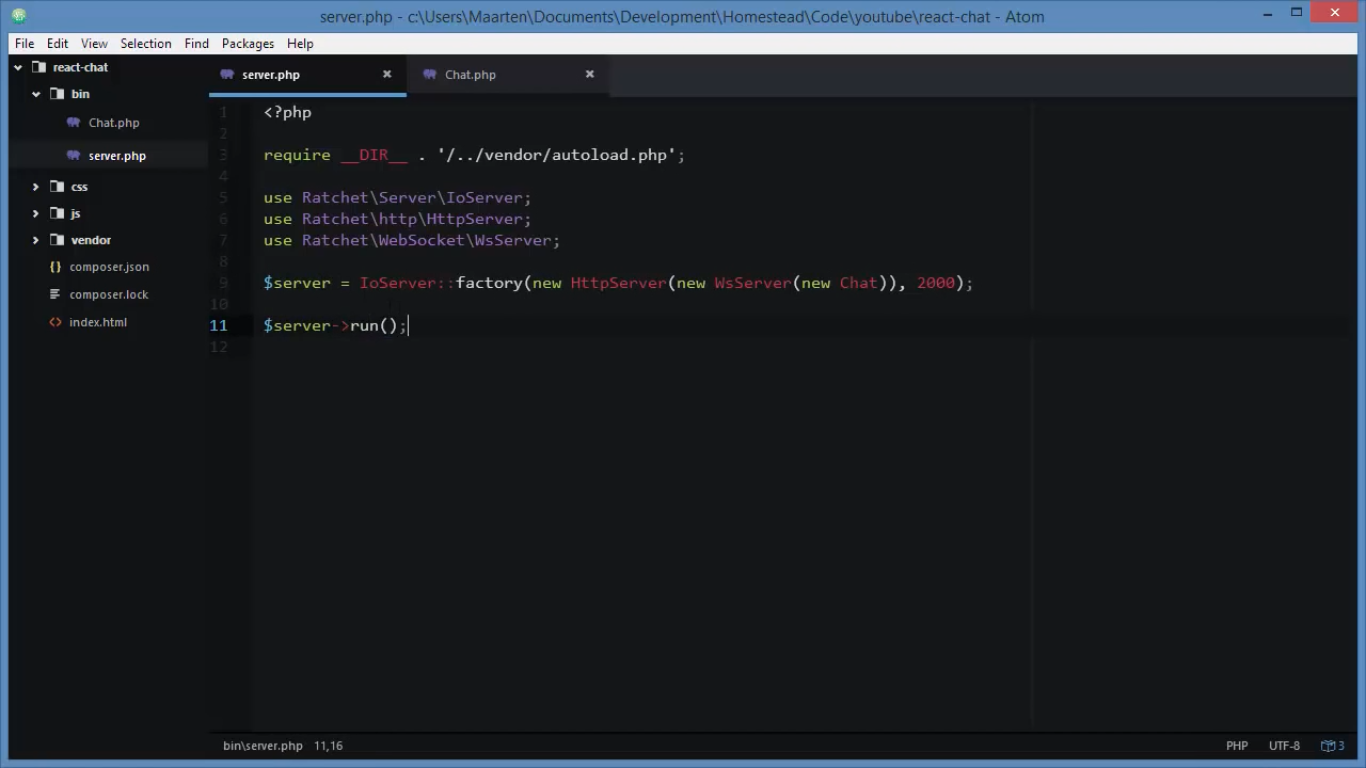 server.php - c:\Users\Maarten\Documents\Development\Homestead\Code\youtube\react-chat - Atom
File Edit View Selection Find Packages Help
react-chat
bin
Chat.php
server.php
css
js
vendor
composer.json
composer.lock
index.html
server.php
Chat.php
1 <?php
2
3 require __DIR__ . '/../vendor/autoload.php';
4
5 use Ratchet\Server\IoServer;
6 use Ratchet\http\HttpServer;
7 use Ratchet\WebSocket\WsServer;
8
9 $server = IoServer::factory(new HttpServer(new WsServer(new Chat)), 2000);
10
11 $server->run();
12
bin\server.php 11,16
PHP UTF-8 3